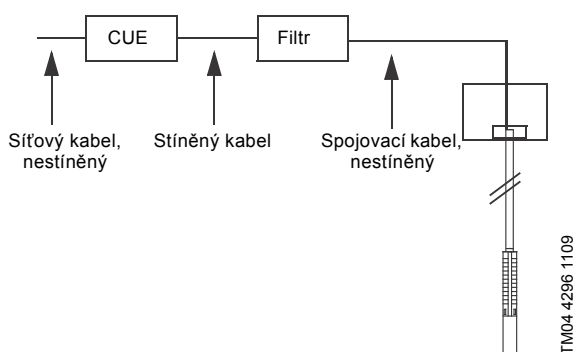 CUE
Filtr
Síťový kabel,
nestíněný
Stíněný kabel
Spojovací kabel,
nestíněný
TM04 4296 1109